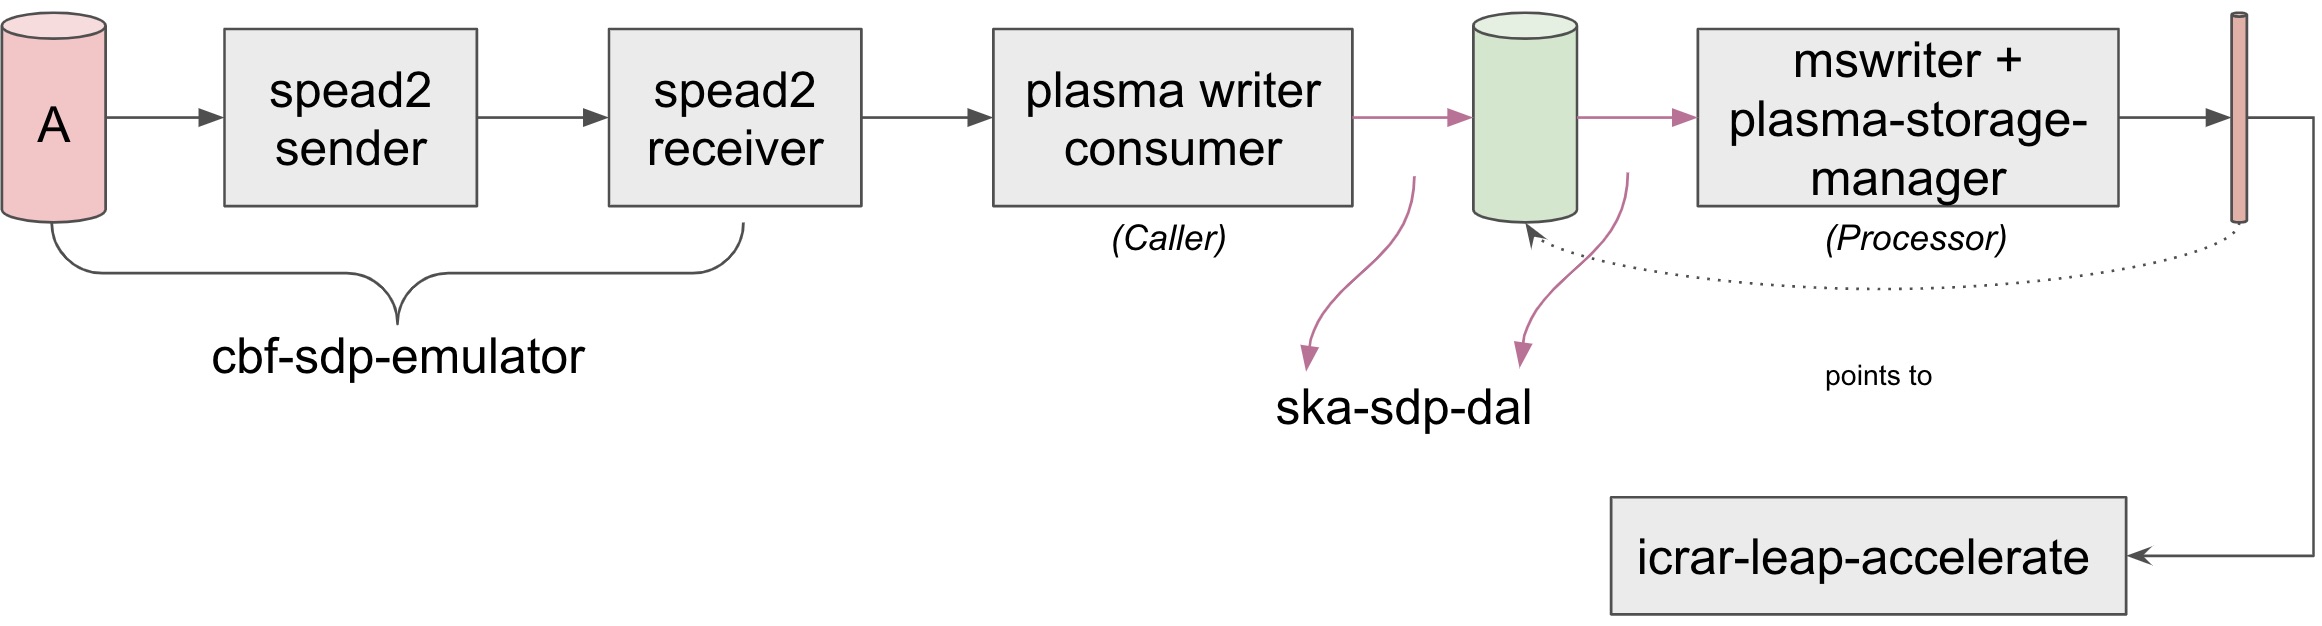 A
spead2
sender
spead2
receiver
plasma writer
consumer
(Caller)
mswriter +
plasma-storage-
manager
(Processor)
cbf-sdp-emulator
ska-sdp-dal
points to
icrar-leap-accelerate